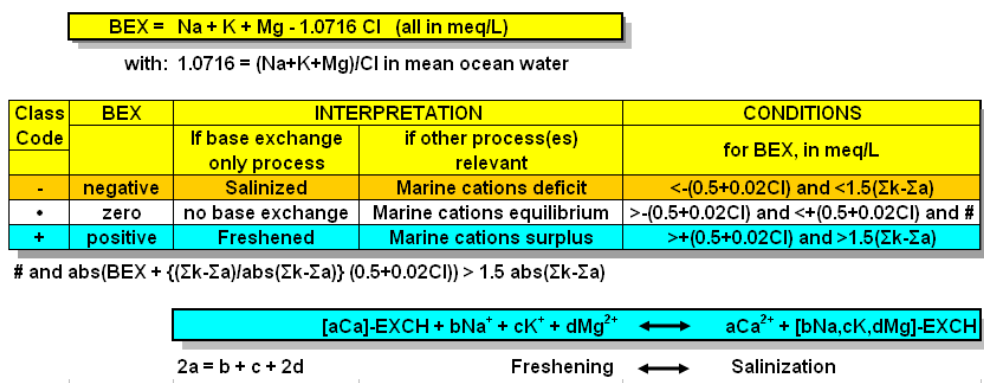 BEX = Na + K + Mg - 1.0716 Cl (all in meq/L)
with: 1.0716 = (Na+K+Mg)/Cl in mean ocean water
Class BEX INTERPRETATION CONDITIONS
Code If base exchange only process if other process(es) relevant for BEX, in meq/L
- negative Salinized Marine cations deficit <-(0.5+0.02Cl) and <1.5(Σk-Σa)
• zero no base exchange Marine cations equilibrium >-(0.5+0.02Cl) and <+(0.5+0.02Cl) and #
+ positive Freshened Marine cations surplus >+(0.5+0.02Cl) and >1.5(Σk-Σa)
# and abs(BEX + {(Σk-Σa)/abs(Σk-Σa)} (0.5+0.02Cl)) > 1.5 abs(Σk-Σa)
[aCa]-EXCH + bNa⁺ + cK⁺ + dMg²⁺ ↔ aCa²⁺ + [bNa,cK,dMg]-EXCH
2a = b + c + 2d Freshening ↔ Salinization